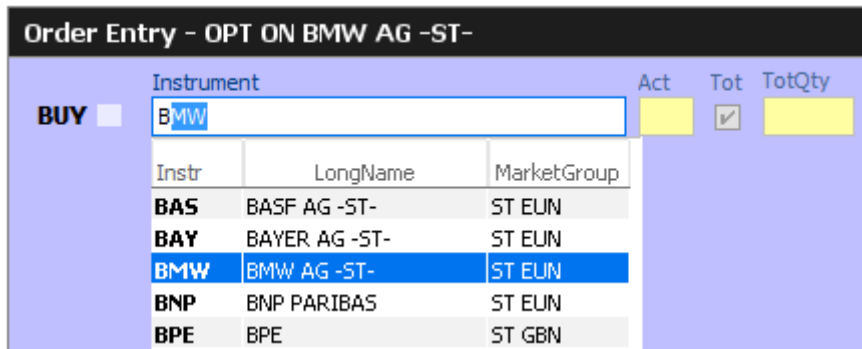 Order Entry - OPT ON BMW AG -ST-
Instrument Act Tot TotQty
BUY BMW
Instr LongName MarketGroup
BAS BASF AG -ST- ST EUN
BAY BAYER AG -ST- ST EUN
BMW BMW AG -ST- ST EUN
BNP BNP PARIBAS ST EUN
BPE BPE ST GBN